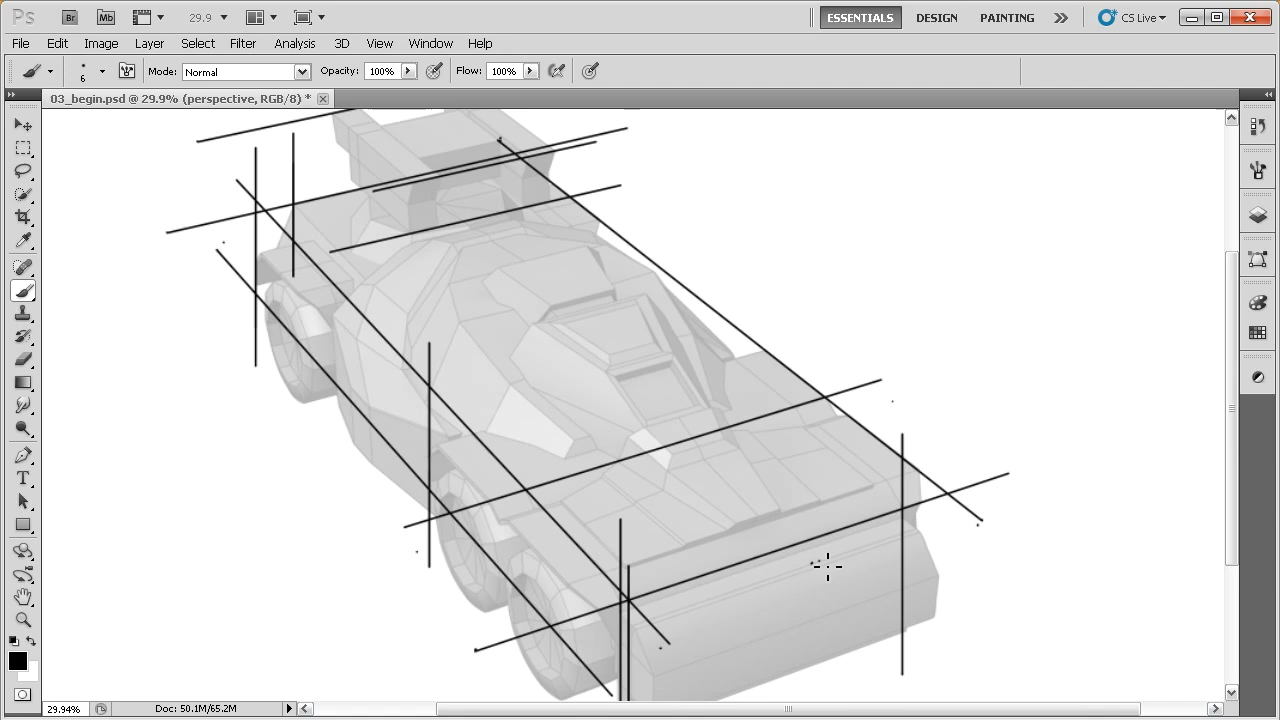 Ps Br Mb 29.9 ESSENTIALS DESIGN PAINTING CS Live
File Edit Image Layer Select Filter Analysis 3D View Window Help
6 Mode: Normal Opacity: 100% Flow: 100%
03_begin.psd @ 29.9% (perspective, RGB/8) *
T
29.94% Doc: 50.1M/65.2M